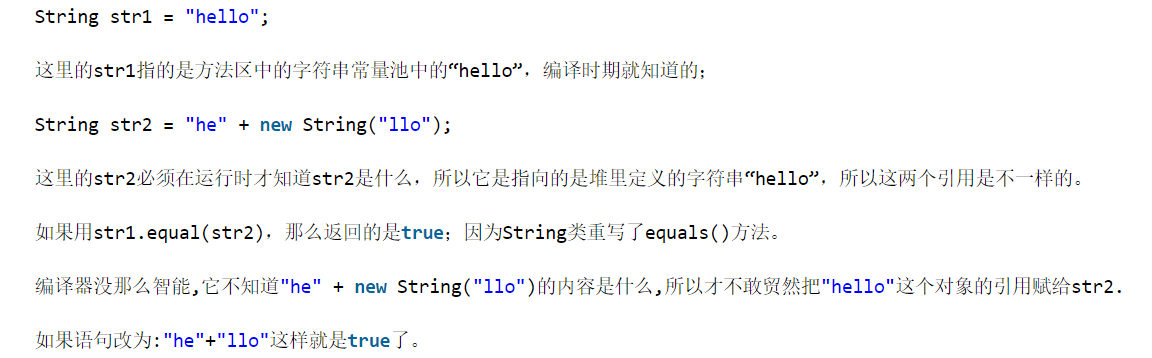 String str1 = "hello";
这里的str1指的是方法区中的字符串常量池中的“hello”，编译时期就知道的；
String str2 = "he" + new String("llo");
这里的str2必须在运行时才知道str2是什么，所以它是指向的是堆里定义的字符串“hello”，所以这两个引用是不一样的。
如果用str1.equal(str2)，那么返回的是true；因为String类重写了equals()方法。
编译器没那么智能,它不知道"he" + new String("llo")的内容是什么,所以才不敢贸然把"hello"这个对象的引用赋给str2.
如果语句改为:"he"+"llo"这样就是true了。